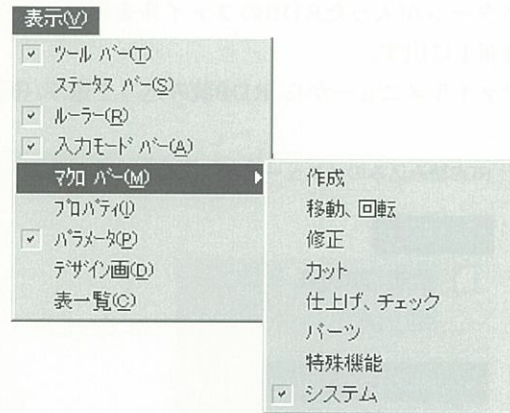 表示(V)
ツール バー(T)
ステータス バー(S)
ルーラー(R)
入力モード バー(A)
マクロ バー(M)
プロパティ(I)
パラメータ(P)
デザイン画(D)
表一覧(C)
作成
移動、回転
修正
カット
仕上げ、チェック
パーツ
特殊機能
システム